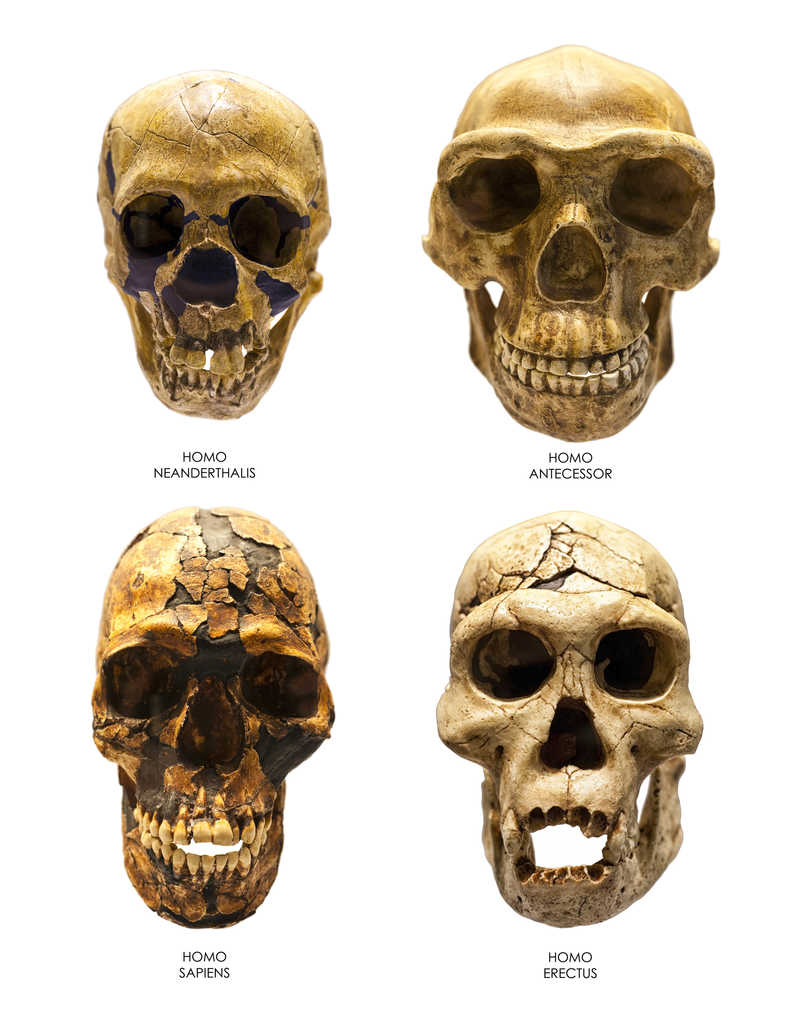 HOMO
NEANDERTHALIS
HOMO
ANTECESSOR
HOMO
SAPIENS
HOMO
ERECTUS